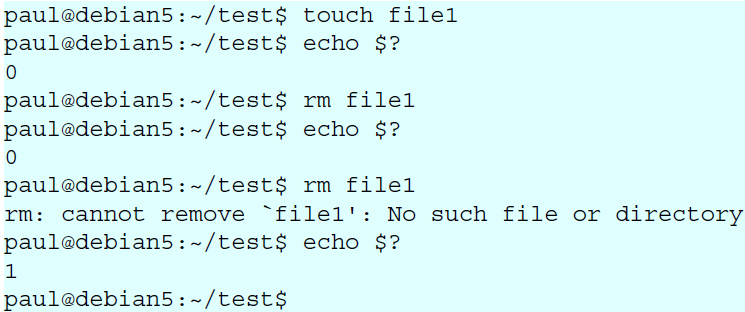 paul@debian5:~/test$ touch file1
paul@debian5:~/test$ echo $?
0
paul@debian5:~/test$ rm file1
paul@debian5:~/test$ echo $?
0
paul@debian5:~/test$ rm file1
rm: cannot remove `file1': No such file or directory
paul@debian5:~/test$ echo $?
1
paul@debian5:~/test$